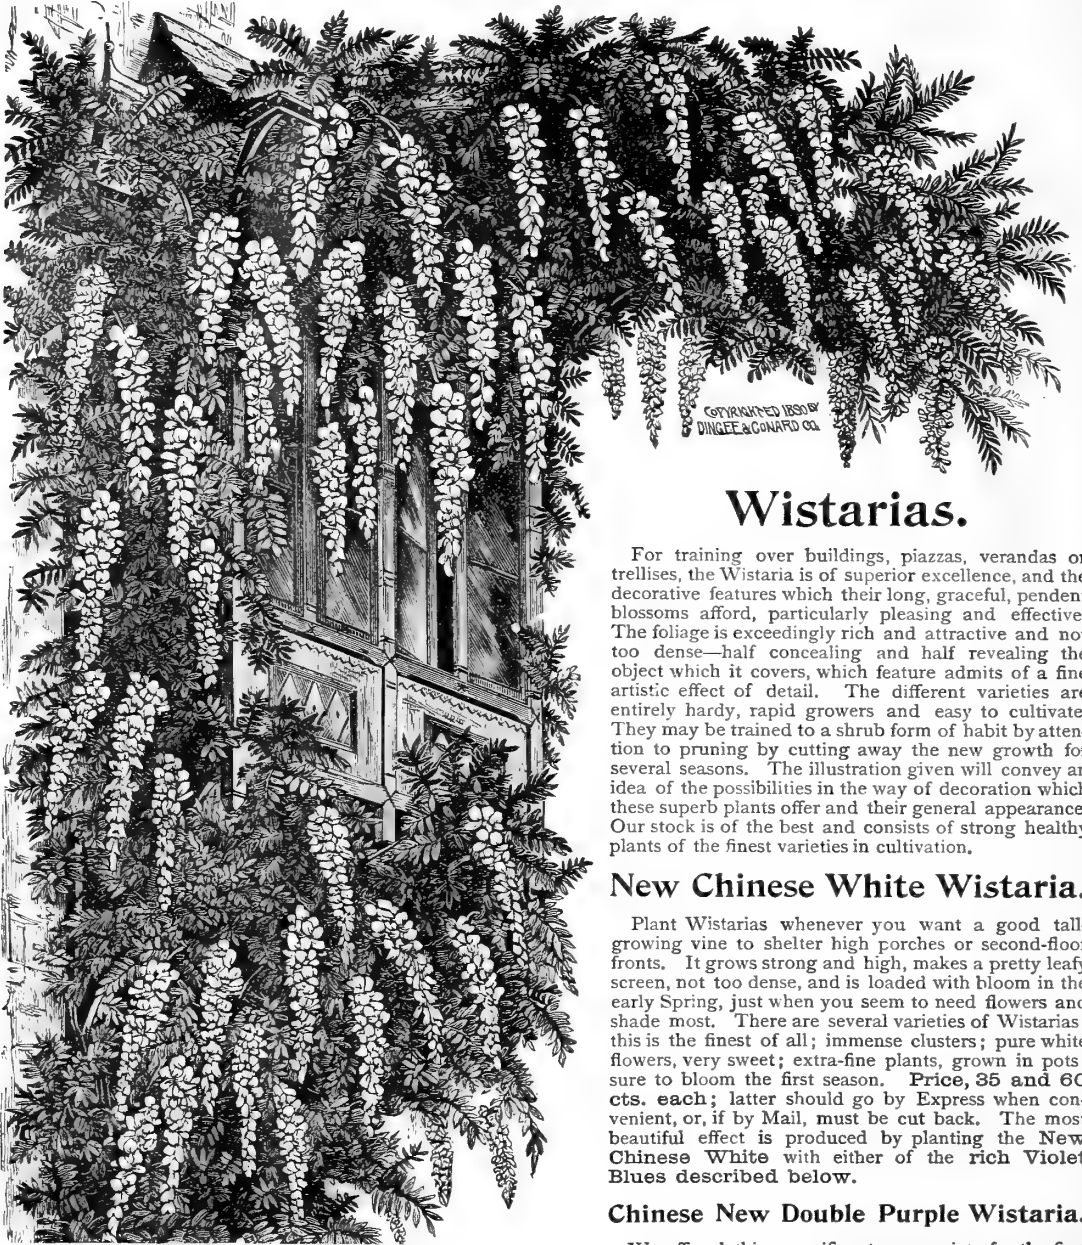 COPYRIGHTED 1890 BY
DINGEE & CONARD CO.
Wistarias.
For training over buildings, piazzas, verandas or
trellises, the Wistaria is of superior excellence, and the
decorative features which their long, graceful, penden
blossoms afford, particularly pleasing and effective
The foliage is exceedingly rich and attractive and no
too dense—half concealing and half revealing the
object which it covers, which feature admits of a fine
artistic effect of detail. The different varieties are
entirely hardy, rapid growers and easy to cultivate
They may be trained to a shrub form of habit by atten-
tion to pruning by cutting away the new growth fo
several seasons. The illustration given will convey an
idea of the possibilities in the way of decoration which
these superb plants offer and their general appearance
Our stock is of the best and consists of strong healthy
plants of the finest varieties in cultivation.
New Chinese White Wistaria.
Plant Wistarias whenever you want a good tall-
growing vine to shelter high porches or second-floor
fronts. It grows strong and high, makes a pretty leafy
screen, not too dense, and is loaded with bloom in the
early Spring, just when you seem to need flowers and
shade most. There are several varieties of Wistarias
this is the finest of all; immense clusters; pure white
flowers, very sweet; extra-fine plants, grown in pots
sure to bloom the first season. Price, 35 and 60
cts. each; latter should go by Express when con-
venient, or, if by Mail, must be cut back. The mos
beautiful effect is produced by planting the New
Chinese White with either of the rich Violet
Blues described below.
Chinese New Double Purple Wistaria.